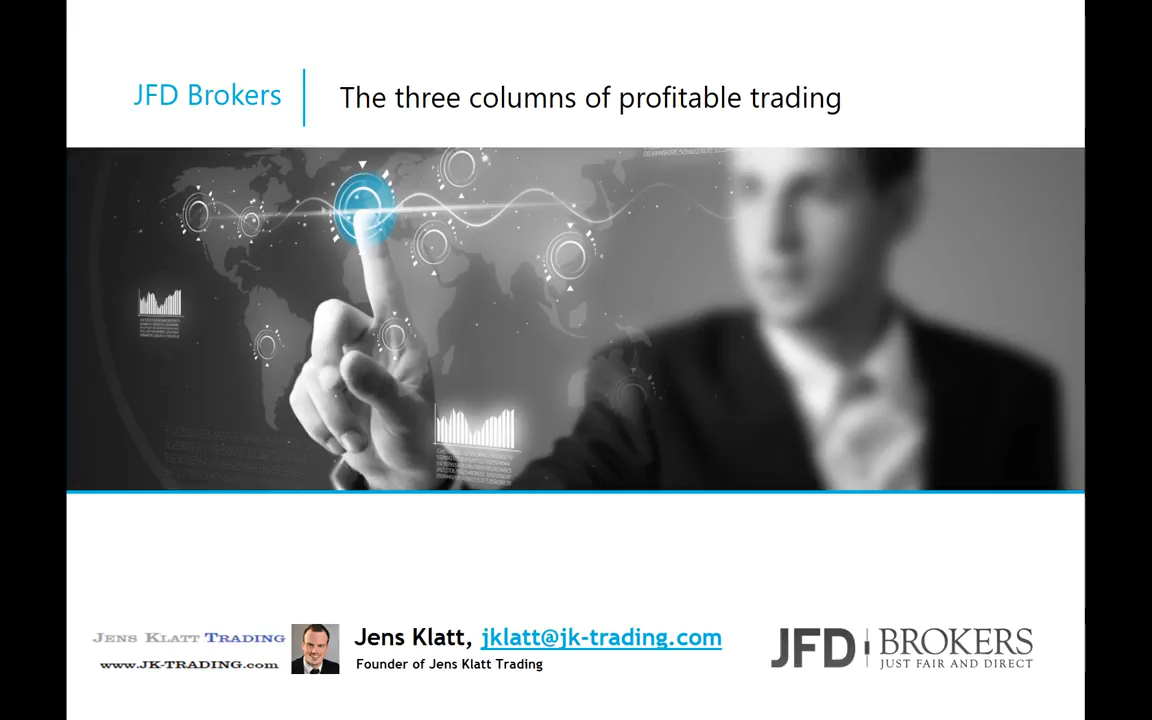 JFD Brokers
The three columns of profitable trading
JENS KLATT TRADING
www.JK-TRADING.com
Jens Klatt, jklatt@jk-trading.com
Founder of Jens Klatt Trading
JFD BROKERS
JUST FAIR AND DIRECT